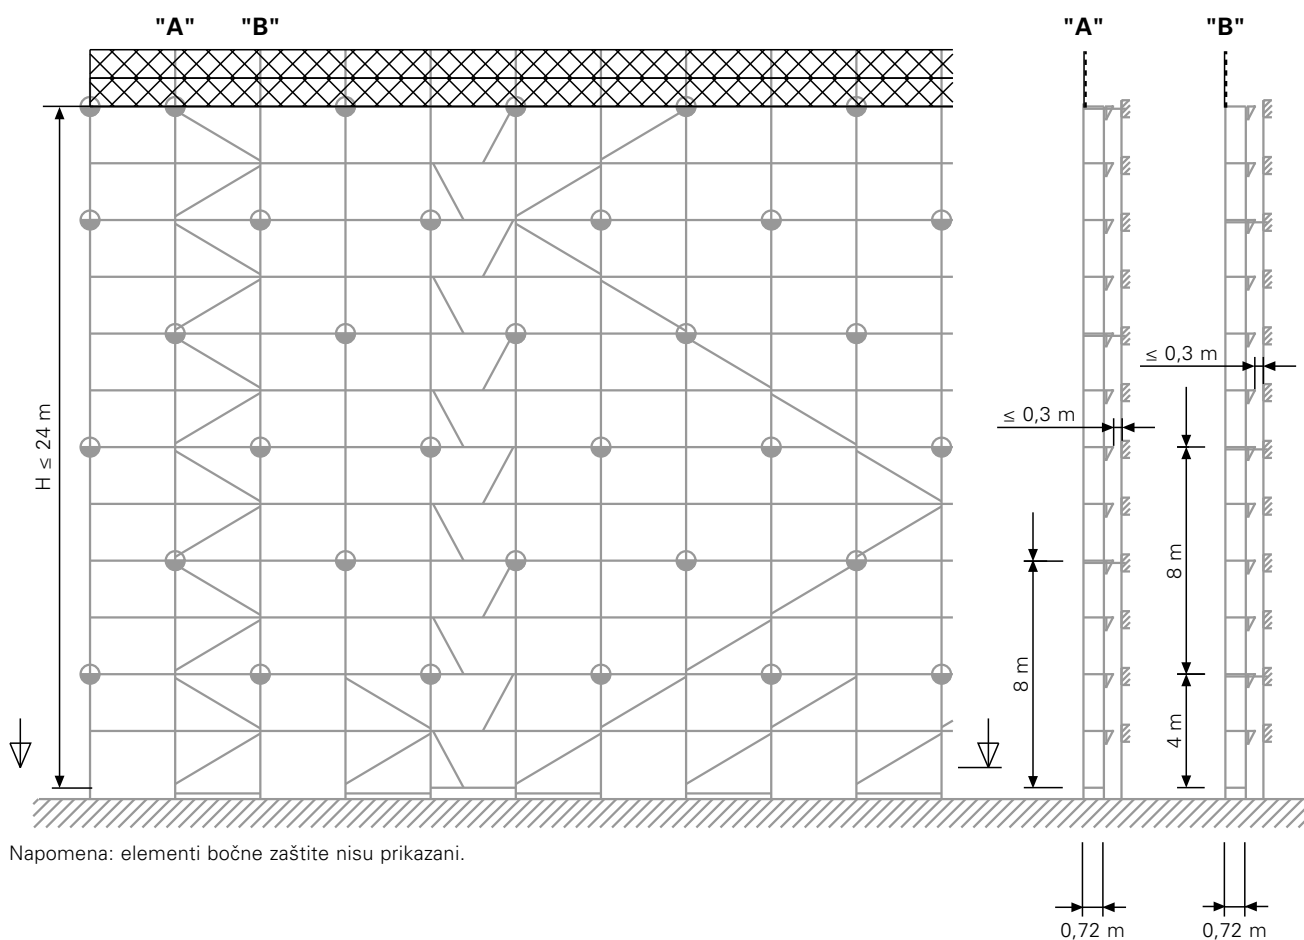 "A" "B" "A" "B"
≤ 0,3 m
≤ 0,3 m
H ≤ 24 m
8 m
8 m
4 m
Napomena: elementi bočne zaštite nisu prikazani.
0,72 m 0,72 m